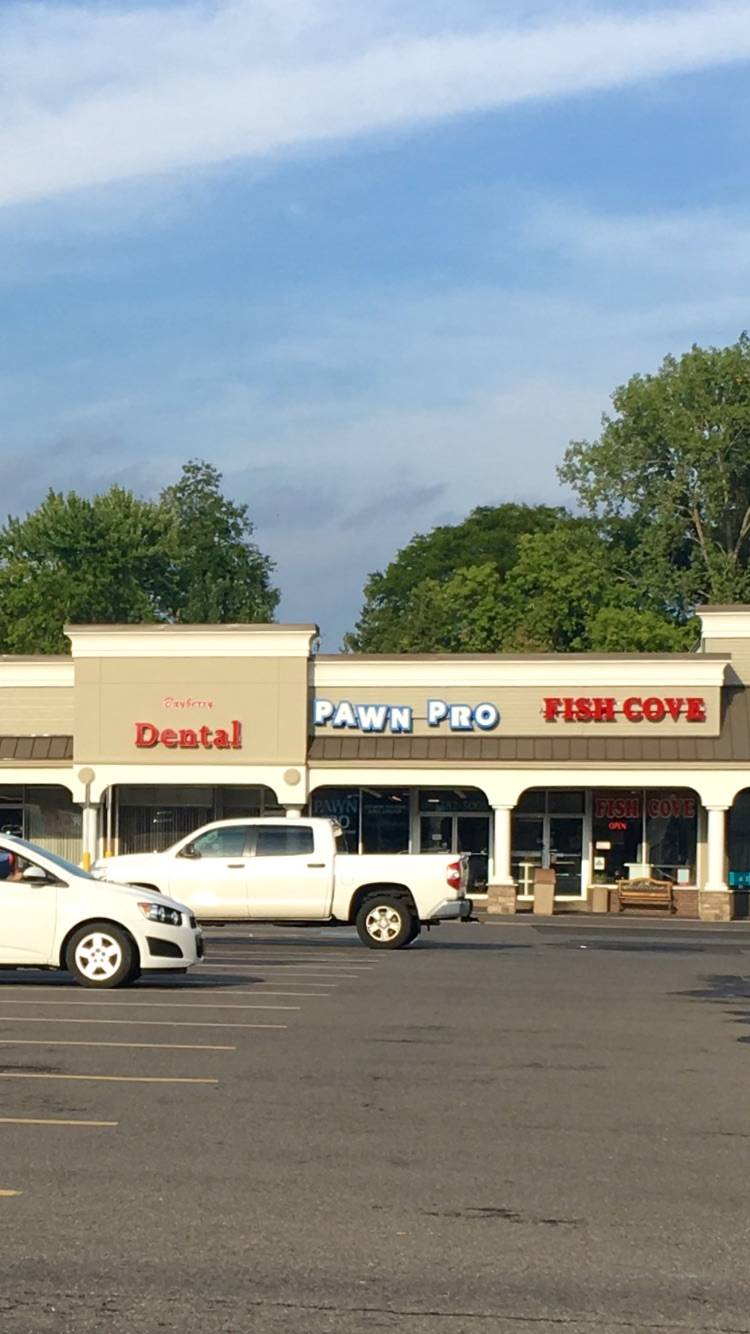 Bayberry
Dental
PAWN PRO
FISH COVE
PAWN
FISH COVE
OPEN